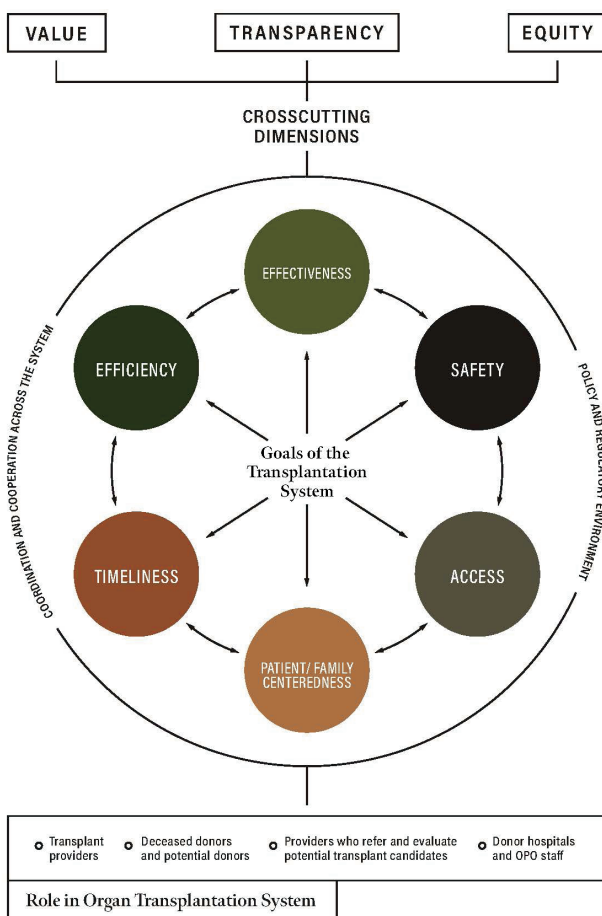 VALUE
TRANSPARENCY
EQUITY
CROSSCUTTING
DIMENSIONS
EFFECTIVENESS
EFFICIENCY
SAFETY
COORDINATION AND COOPERATION ACROSS THE SYSTEM
POLICY AND REGULATORY ENVIRONMENT
Goals of the
Transplantation
System
TIMELINESS
ACCESS
PATIENT/ FAMILY
CENTEREDNESS
Transplant
providers
Deceased donors
and potential donors
Providers who refer and evaluate
potential transplant candidates
Donor hospitals
and OPO staff
Role in Organ Transplantation System